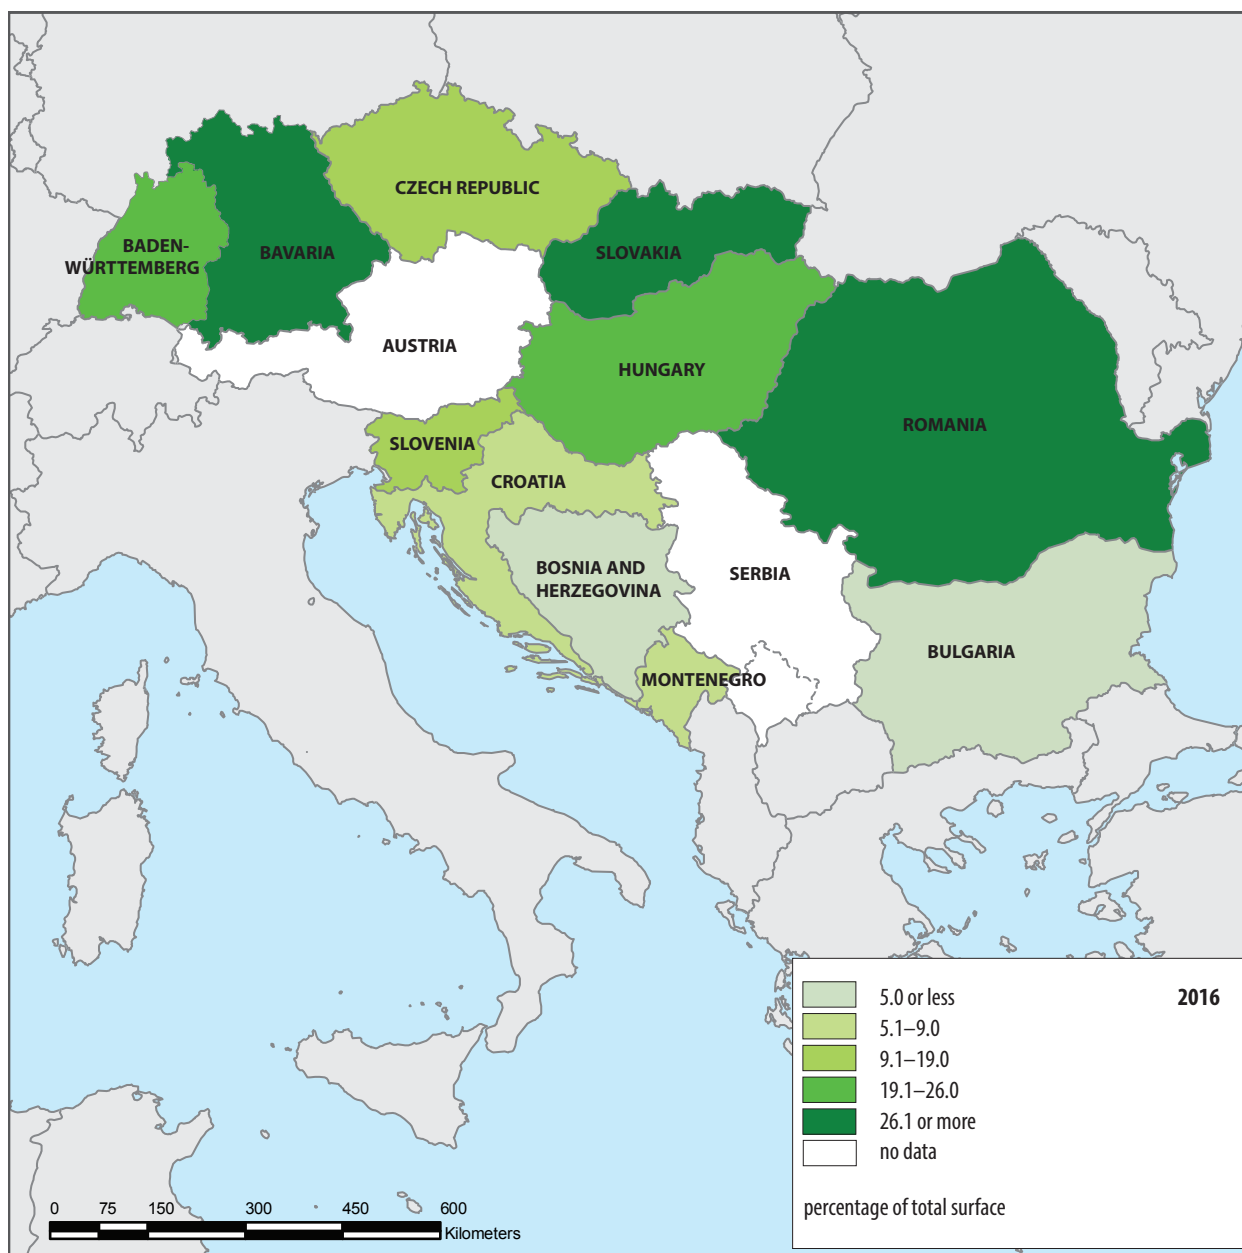 CZECH REPUBLIC
BADEN-
WÜRTTEMBERG
BAVARIA
SLOVAKIA
AUSTRIA
HUNGARY
ROMANIA
SLOVENIA
CROATIA
BOSNIA AND
HERZEGOVINA
SERBIA
BULGARIA
MONTENEGRO
2016
5.0 or less
5.1–9.0
9.1–19.0
19.1–26.0
26.1 or more
no data
percentage of total surface
0 75 150 300 450 600
Kilometers